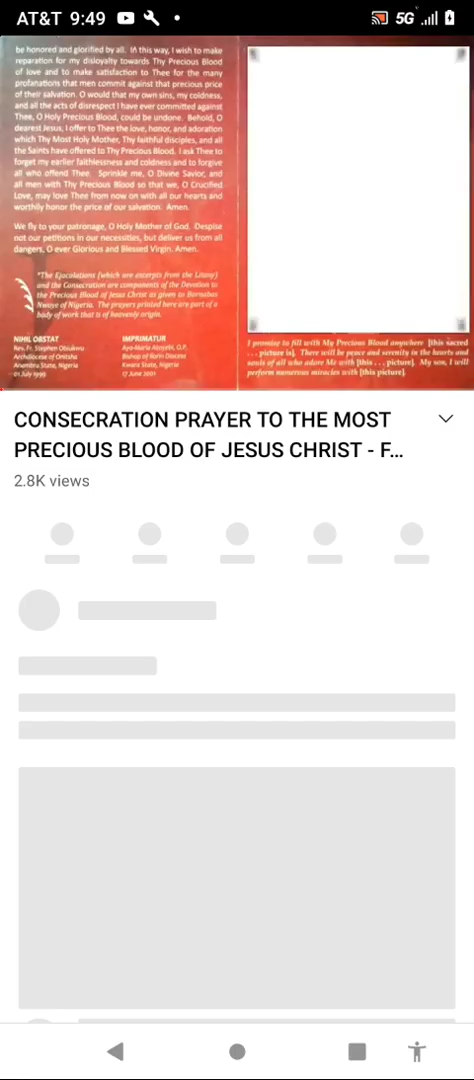 AT&T 9:49
5G
be honored and glorified by all. In this way, I wish to make
reparation for my disloyalty towards Thy Precious Blood
of love and to make satisfaction to Thee for the many
profanations that men commit against that precious price
of their salvation. O would that my own sins, my coldness,
and all the acts of disrespect I have ever committed against
Thee, O Holy Precious Blood, could be undone. Behold, O
dearest Jesus, I offer to Thee the love, honor, and adoration
which Thy Most Holy Mother, Thy faithful disciples, and all
the Saints have offered to Thy Precious Blood. I ask Thee to
forget my earlier faithlessness and coldness and to forgive
all who offend Thee. Sprinkle me, O Divine Savior, and
all men with Thy Precious Blood so that we, O Crucified
Love, may love Thee from now on with all our hearts and
worthily honor the price of our salvation. Amen.
We fly to your patronage, O Holy Mother of God. Despise
not our petitions in our necessities, but deliver us from all
dangers, O ever Glorious and Blessed Virgin. Amen.
*The Ejaculations (which are excerpts from the Litany)
and the Consecration are components of the Devotion to
the Precious Blood of Jesus Christ as given to Barnabas
Nwoye of Nigeria. The prayers printed here are part of a
body of work that is of heavenly origin.
NIHIL OBSTAT
Rev. Fr. Stephen Obiukwu
Archdiocese of Onitsha
Anambra State, Nigeria
01 July 1999
IMPRIMATUR
Ayo-Maria Atoyebi, O.P.
Bishop of Ilorin Diocese
Kwara State, Nigeria
17 June 2001
I promise to fill with My Precious Blood anywhere [this sacred
... picture is]. There will be peace and serenity in the hearts and
souls of all who adore Me with [this ... picture]. My son, I will
perform numerous miracles with [this picture].
CONSECRATION PRAYER TO THE MOST
PRECIOUS BLOOD OF JESUS CHRIST - F...
2.8K views